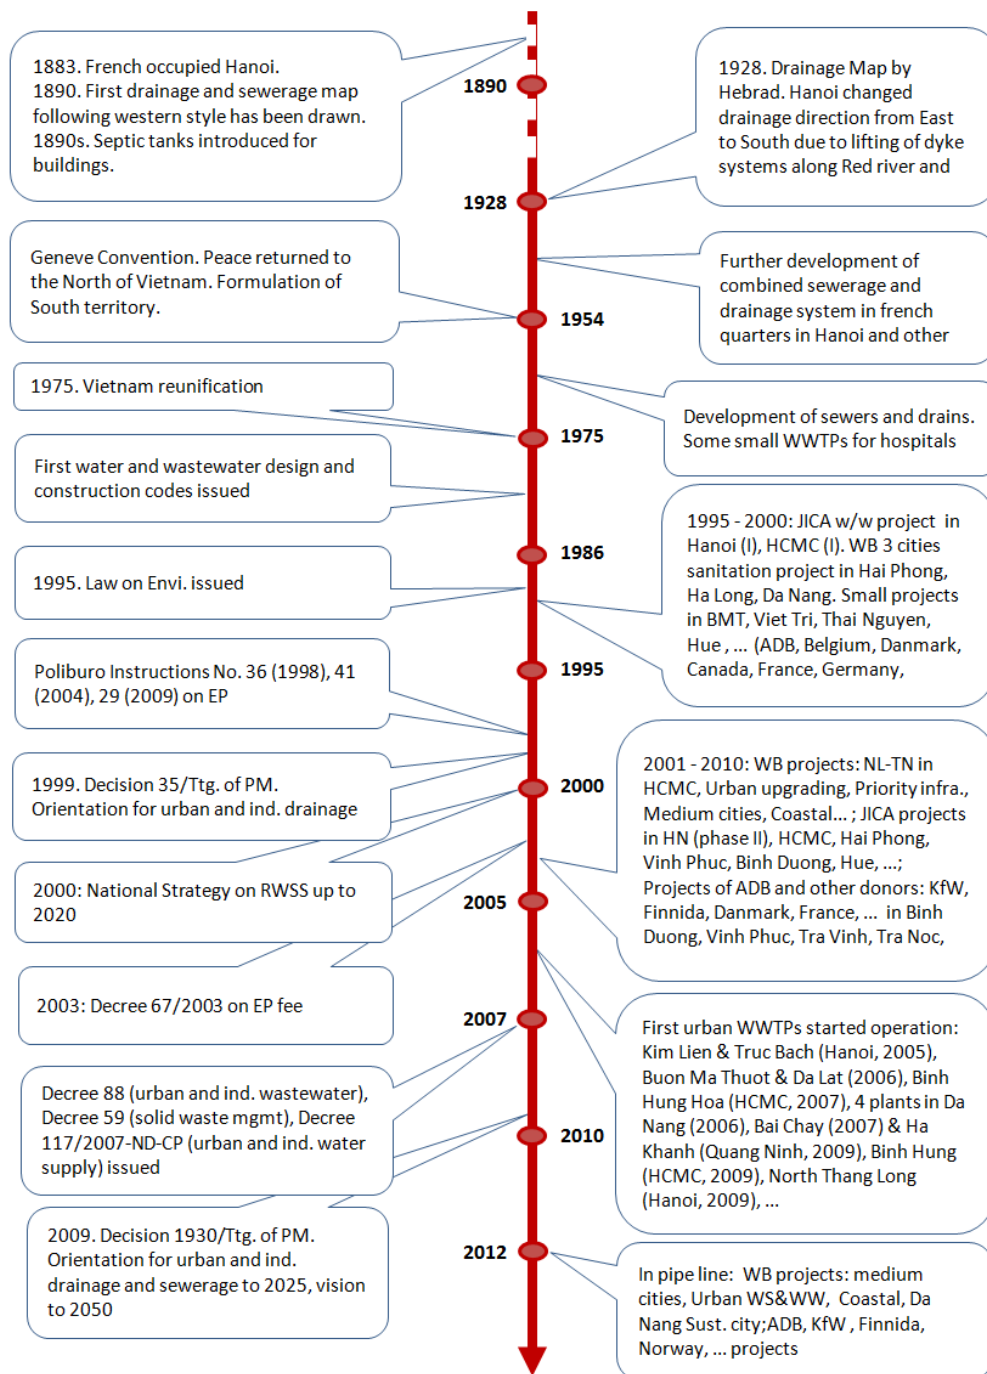 1883. French occupied Hanoi.
1890. First drainage and sewerage map
following western style has been drawn.
1890s. Septic tanks introduced for
buildings.
1890
1928. Drainage Map by
Hebrad. Hanoi changed
drainage direction from East
to South due to lifting of dyke
systems along Red river and
1928
Geneve Convention. Peace returned to
the North of Vietnam. Formulation of
South territory.
Further development of
combined sewerage and
drainage system in french
quarters in Hanoi and other
1954
1975. Vietnam reunification
Development of sewers and drains.
Some small WWTPs for hospitals
1975
First water and wastewater design and
construction codes issued
1995 - 2000: JICA w/w project in
Hanoi (I), HCMC (I). WB 3 cities
sanitation project in Hai Phong,
Ha Long, Da Nang. Small projects
in BMT, Viet Tri, Thai Nguyen,
Hue , ... (ADB, Belgium, Danmark,
Canada, France, Germany,
1986
1995. Law on Envi. issued
1995
Poliburo Instructions No. 36 (1998), 41
(2004), 29 (2009) on EP
1999. Decision 35/Ttg. of PM.
Orientation for urban and ind. drainage
2000
2001 - 2010: WB projects: NL-TN in
HCMC, Urban upgrading, Priority infra.,
Medium cities, Coastal... ; JICA projects
in HN (phase II), HCMC, Hai Phong,
Vinh Phuc, Binh Duong, Hue, ...;
Projects of ADB and other donors: KfW,
Finnida, Danmark, France, ... in Binh
Duong, Vinh Phuc, Tra Vinh, Tra Noc,
2000: National Strategy on RWSS up to
2020
2005
2003: Decree 67/2003 on EP fee
2007
First urban WWTPs started operation:
Kim Lien & Truc Bach (Hanoi, 2005),
Buon Ma Thuot & Da Lat (2006), Binh
Hung Hoa (HCMC, 2007), 4 plants in Da
Nang (2006), Bai Chay (2007) & Ha
Khanh (Quang Ninh, 2009), Binh Hung
(HCMC, 2009), North Thang Long
(Hanoi, 2009), ...
Decree 88 (urban and ind. wastewater),
Decree 59 (solid waste mgmt), Decree
117/2007-ND-CP (urban and ind. water
supply) issued
2010
2009. Decision 1930/Ttg. of PM.
Orientation for urban and ind.
drainage and sewerage to 2025, vision
to 2050
2012
In pipe line: WB projects: medium
cities, Urban WS&WW, Coastal, Da
Nang Sust. city;ADB, KfW , Finnida,
Norway, ... projects